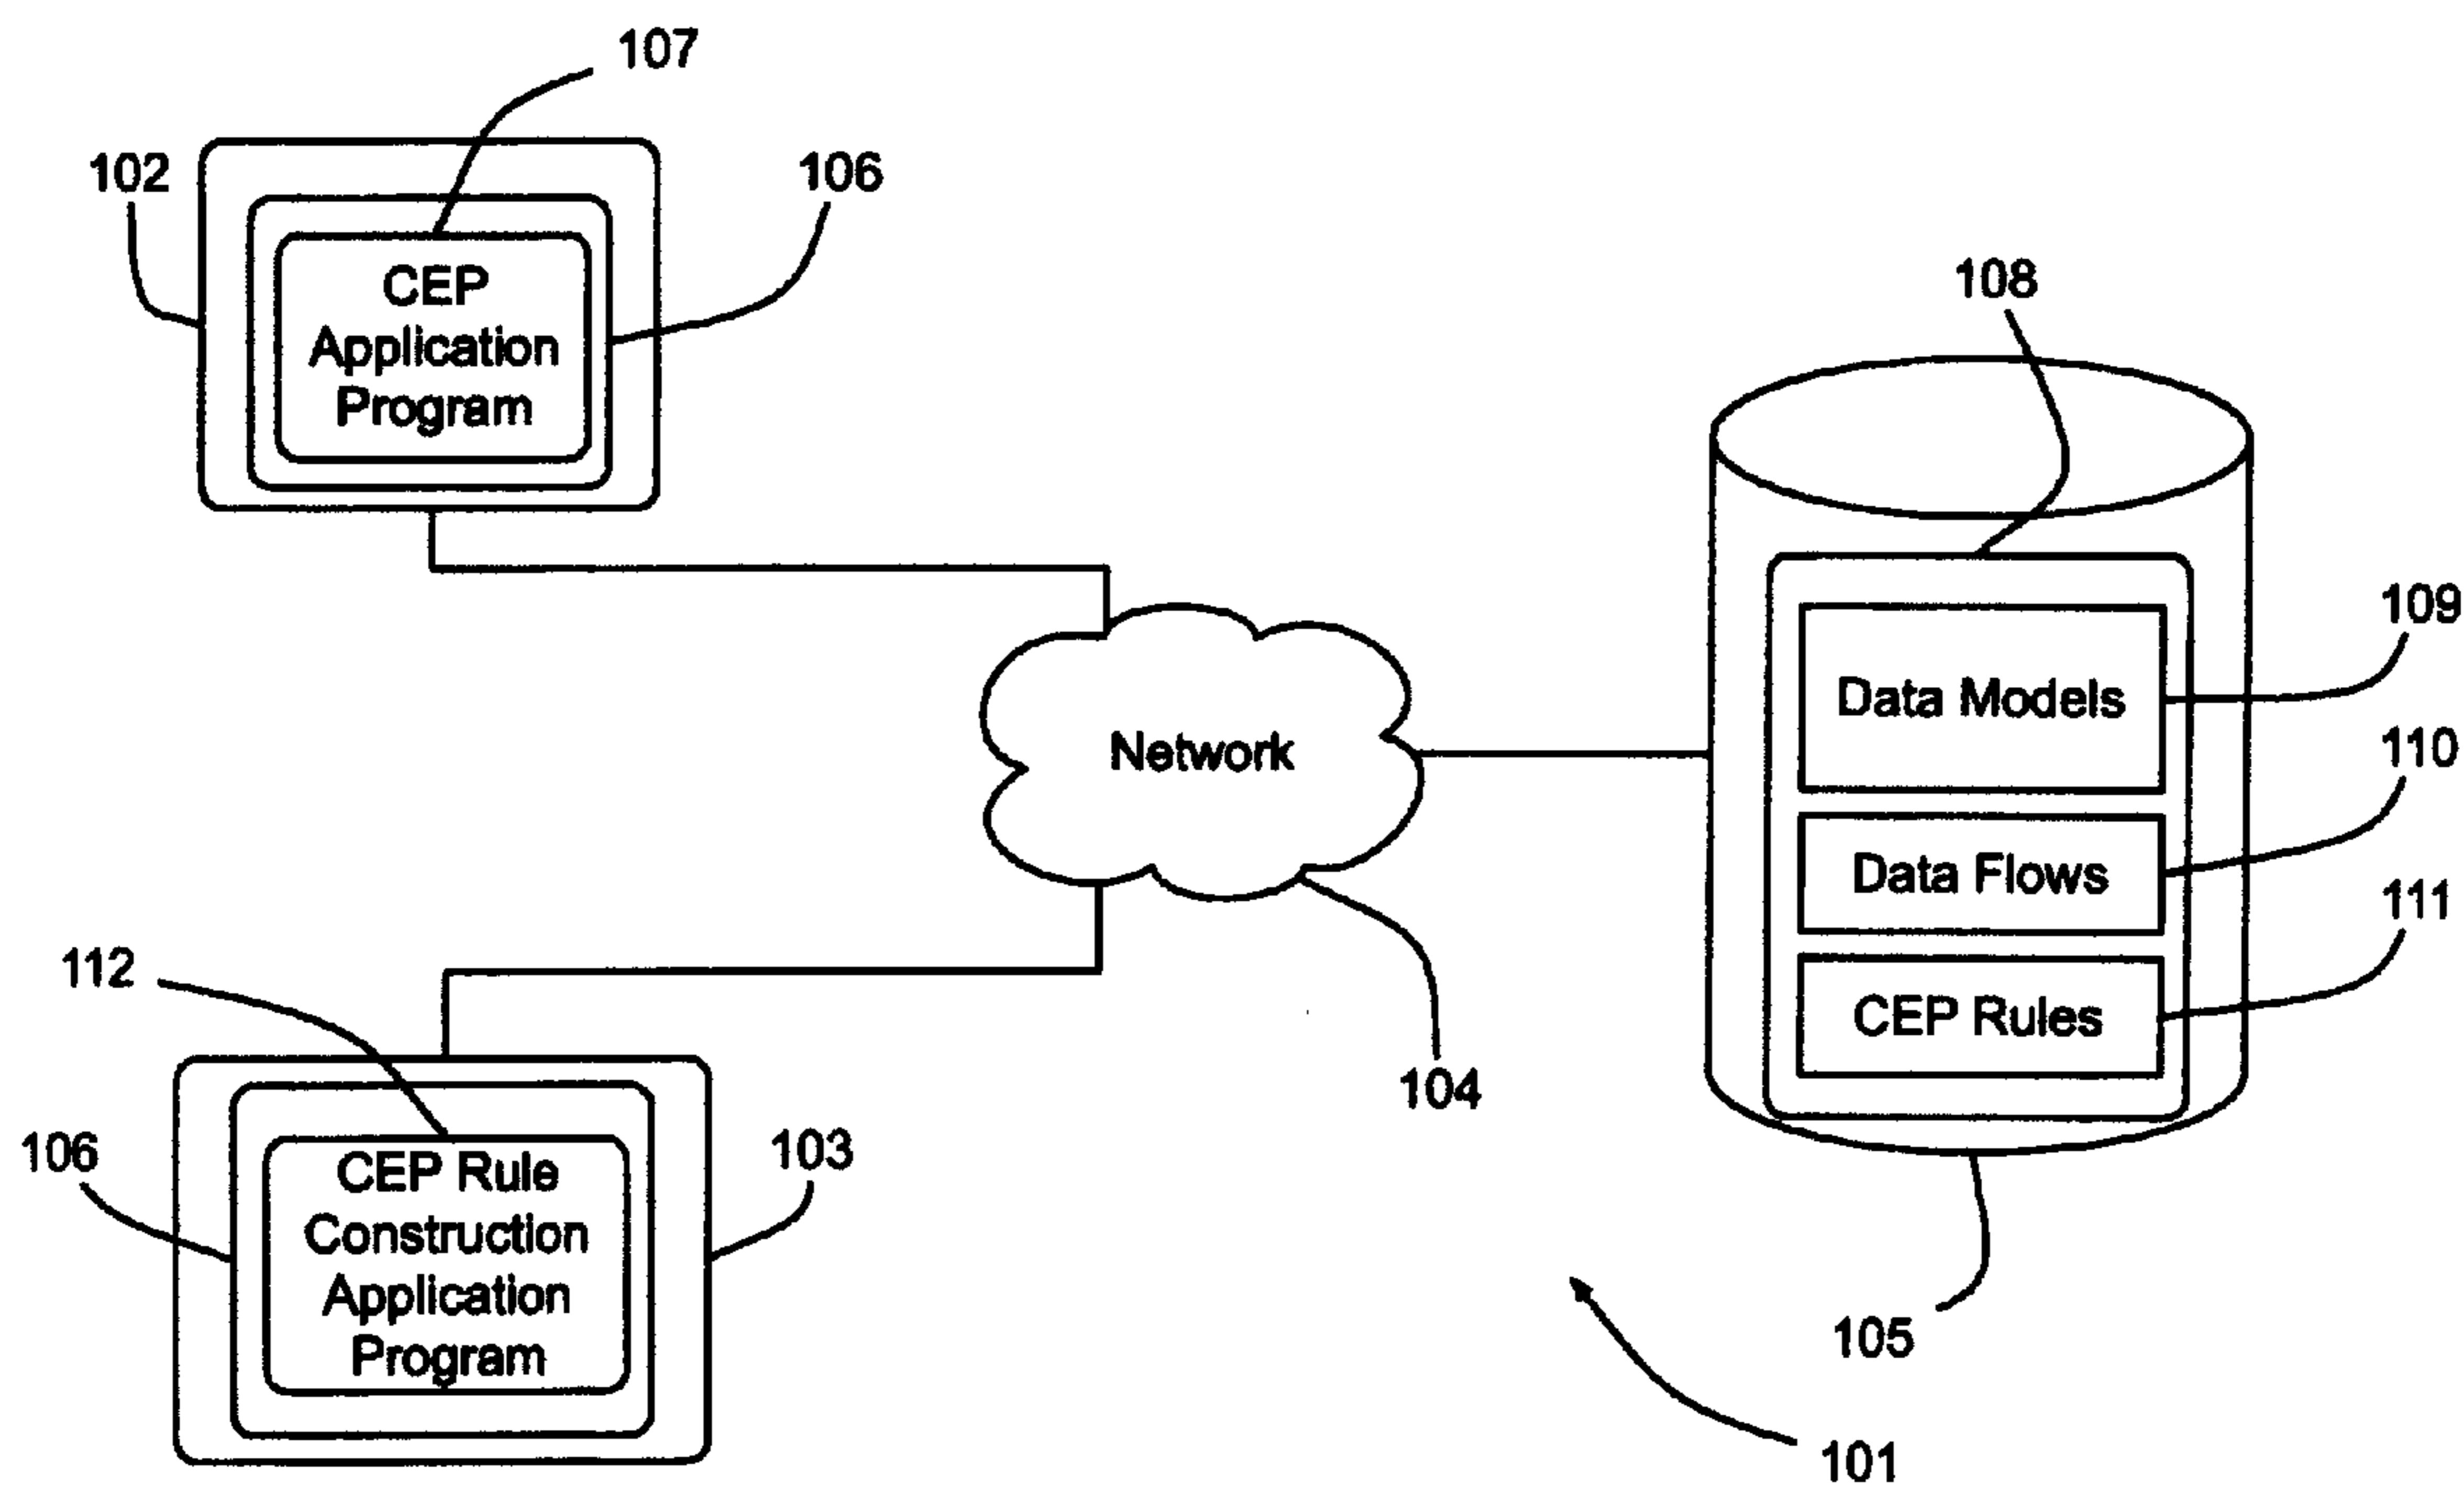 107
102
106
CEP
Application
Program
108
109
Data Models
110
Network
Data Flows
111
112
CEP Rules
104
106
103
CEP Rule
Construction
Application
Program
105
101